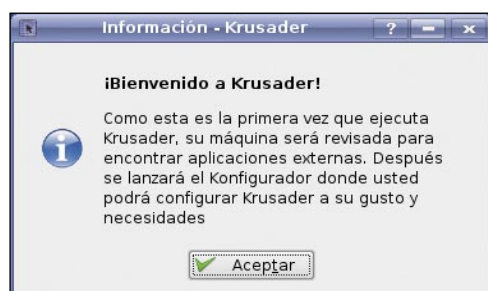 Información - Krusader
¡Bienvenido a Krusader!
Como esta es la primera vez que ejecuta
Krusader, su máquina será revisada para
encontrar aplicaciones externas. Después
se lanzará el Konfigurador donde usted
podrá configurar Krusader a su gusto y
necesidades
Aceptar